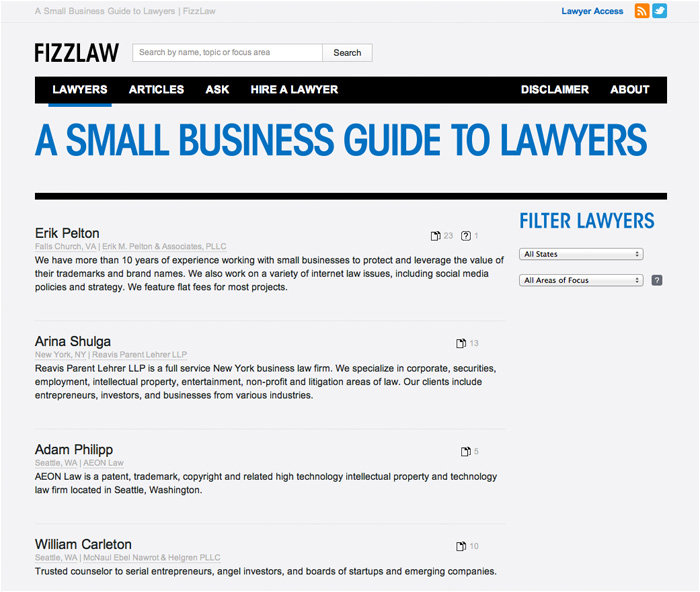 A Small Business Guide to Lawyers | FizzLaw
Lawyer Access
FIZZLAW
Search by name, topic or focus area
Search
LAWYERS ARTICLES ASK HIRE A LAWYER DISCLAIMER ABOUT
A SMALL BUSINESS GUIDE TO LAWYERS
FILTER LAWYERS
All States
All Areas of Focus ?
Erik Pelton 23 ? 1
Falls Church, VA | Erik M. Pelton & Associates, PLLC
We have more than 10 years of experience working with small businesses to protect and leverage the value of
their trademarks and brand names. We also work on a variety of internet law issues, including social media
policies and strategy. We feature flat fees for most projects.
Arina Shulga 13
New York, NY | Reavis Parent Lehrer LLP
Reavis Parent Lehrer LLP is a full service New York business law firm. We specialize in corporate, securities,
employment, intellectual property, entertainment, non-profit and litigation areas of law. Our clients include
entrepreneurs, investors, and businesses from various industries.
Adam Philipp 5
Seattle, WA | AEON Law
AEON Law is a patent, trademark, copyright and related high technology intellectual property and technology
law firm located in Seattle, Washington.
William Carleton 10
Seattle, WA | McNaul Ebel Nawrot & Helgren PLLC
Trusted counselor to serial entrepreneurs, angel investors, and boards of startups and emerging companies.